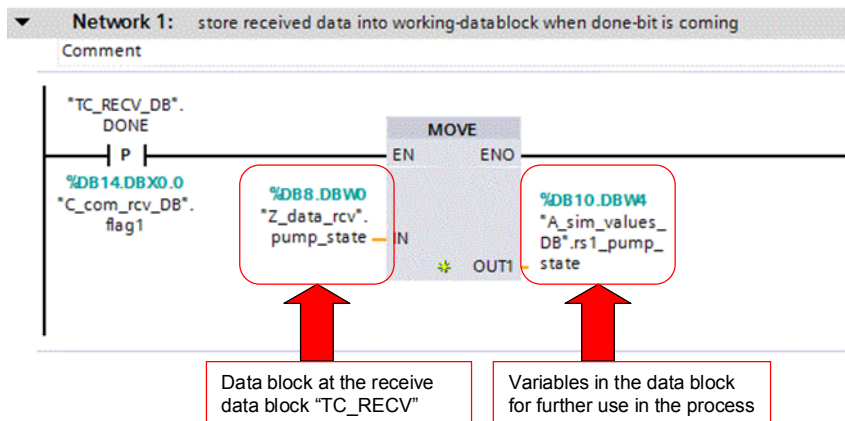 Network 1: store received data into working-datablock when done-bit is coming
Comment
"TC_RECV_DB".
DONE
P
%DB14.DBX0.0
"C_com_rcv_DB".
flag1
MOVE
EN ENO
%DB8.DBW0
"Z_data_rcv".
pump_state
IN
OUT1
%DB10.DBW4
"A_sim_values_
DB".rs1_pump_
state
Data block at the receive
data block “TC_RECV”
Variables in the data block
for further use in the process